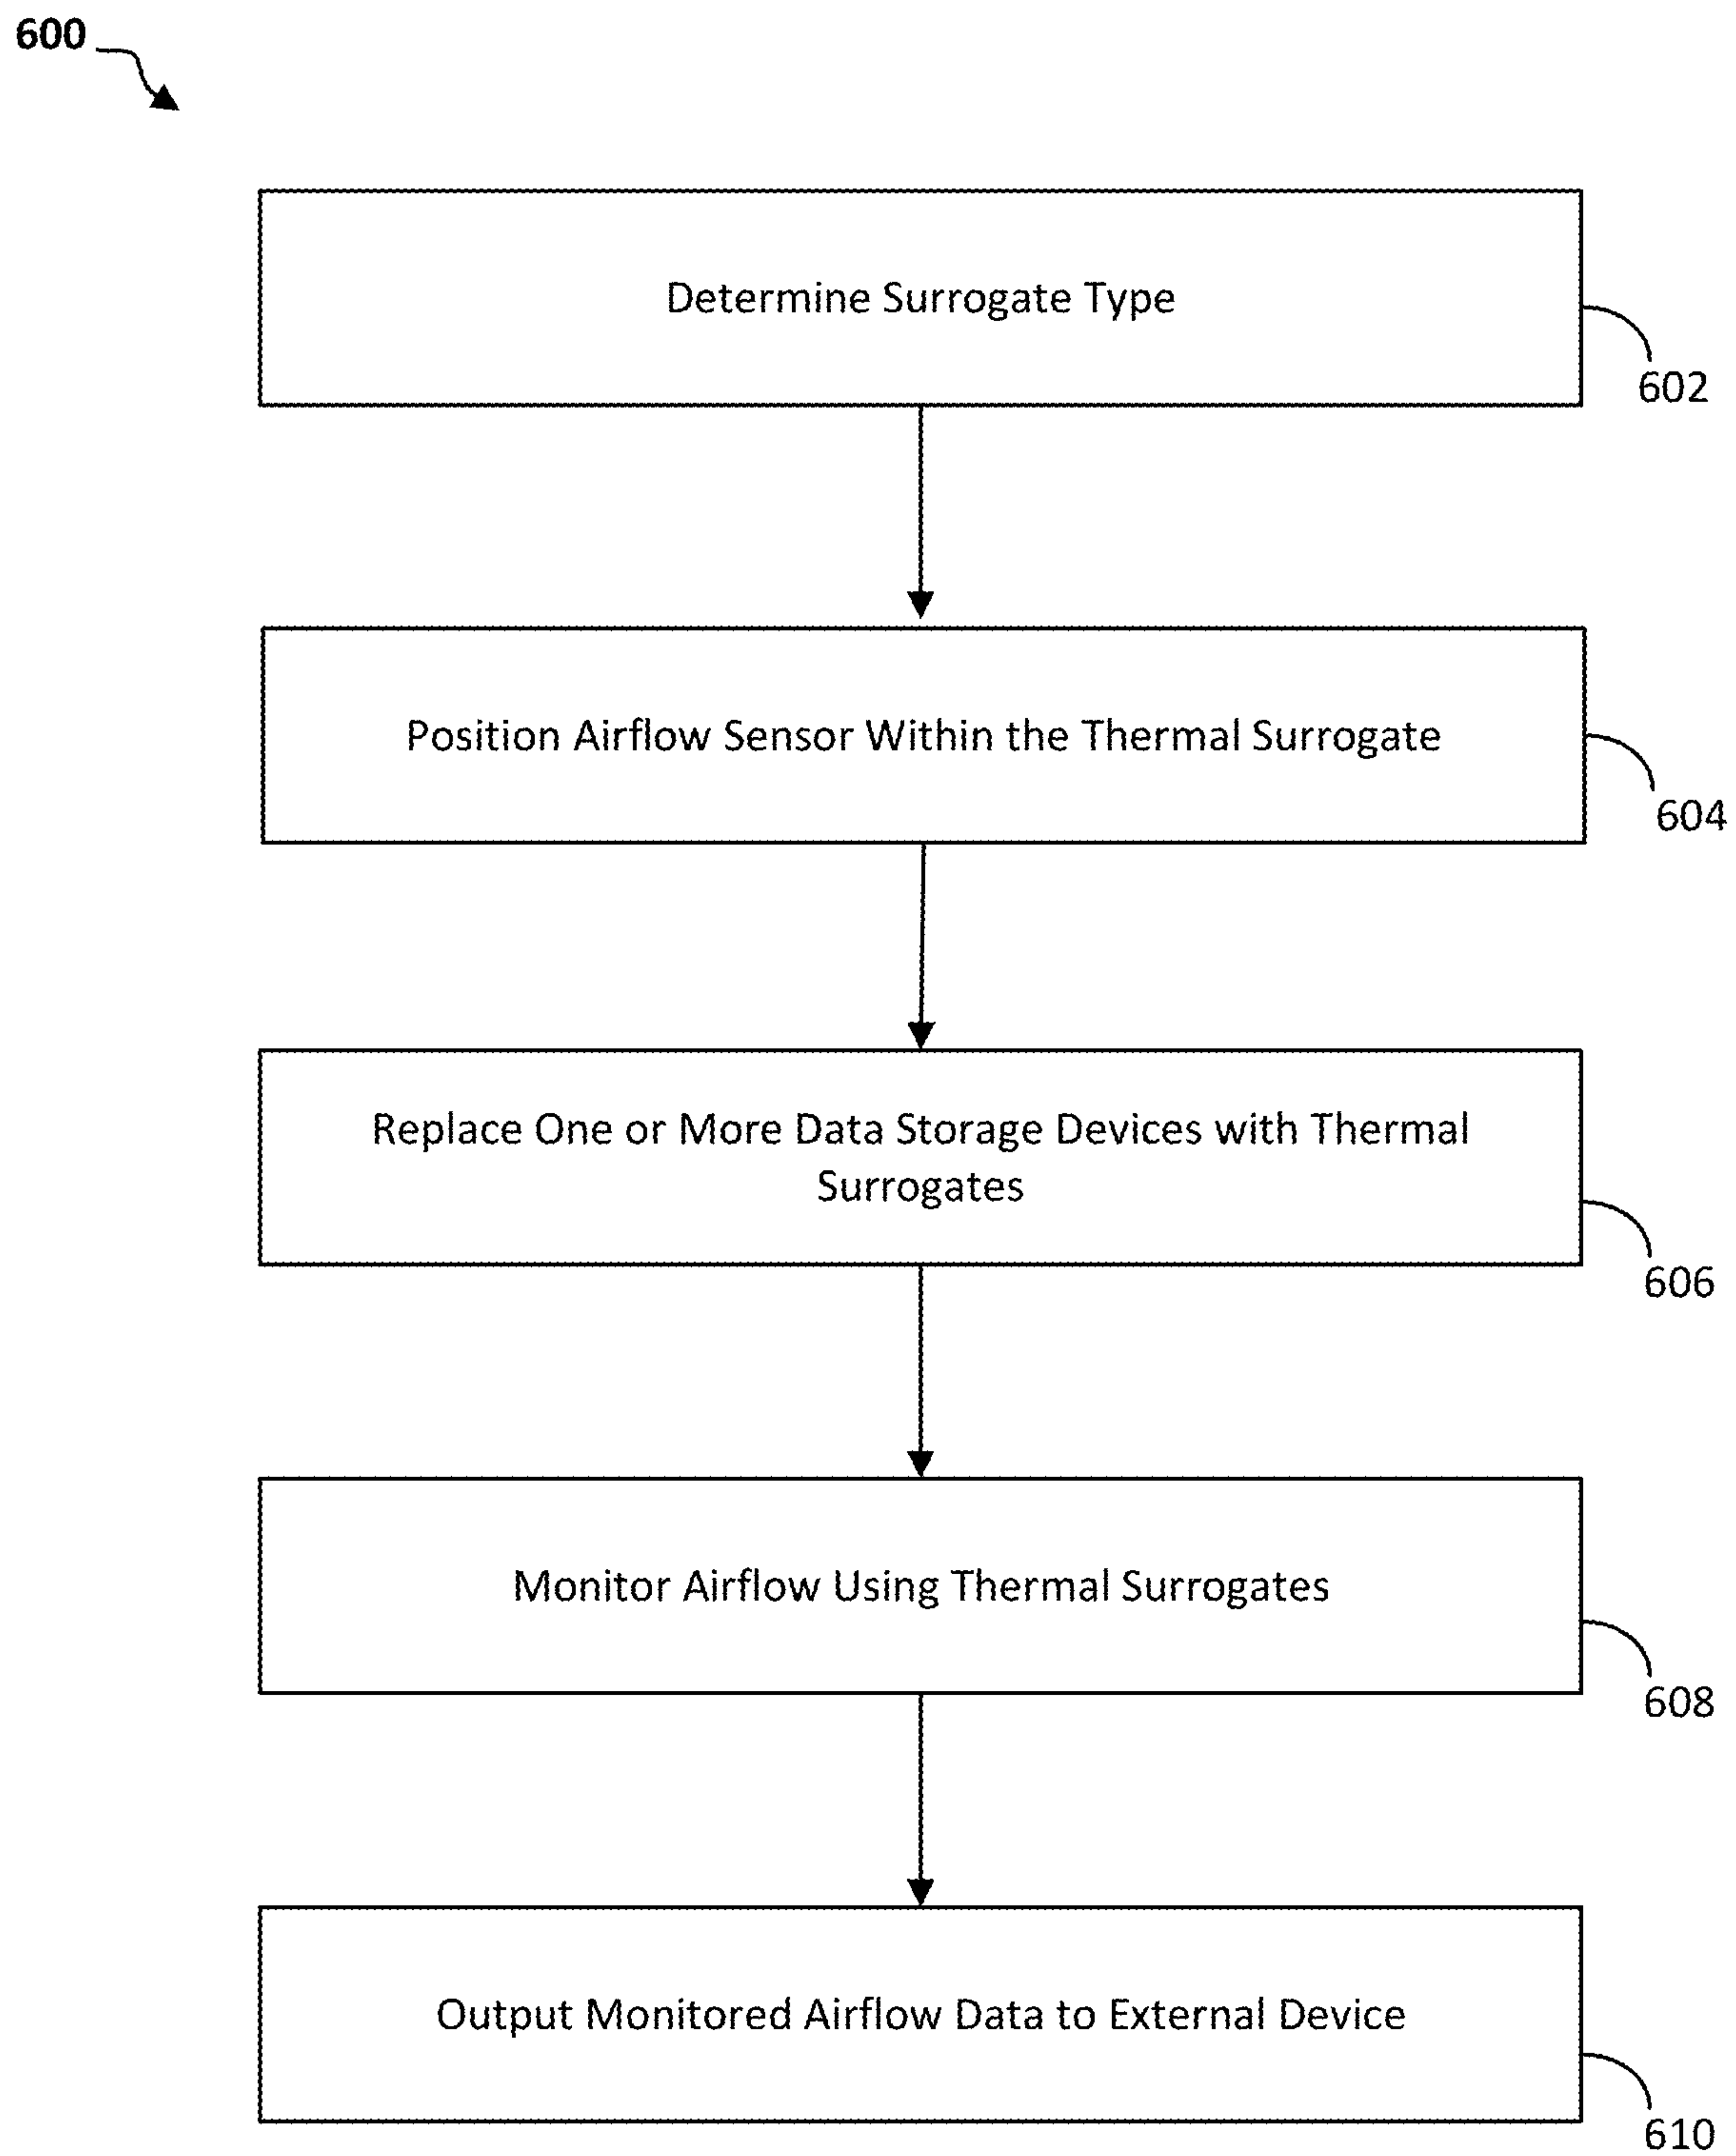 600
Determine Surrogate Type
602
Position Airflow Sensor Within the Thermal Surrogate
604
Replace One or More Data Storage Devices with Thermal
Surrogates
606
Monitor Airflow Using Thermal Surrogates
608
Output Monitored Airflow Data to External Device
610